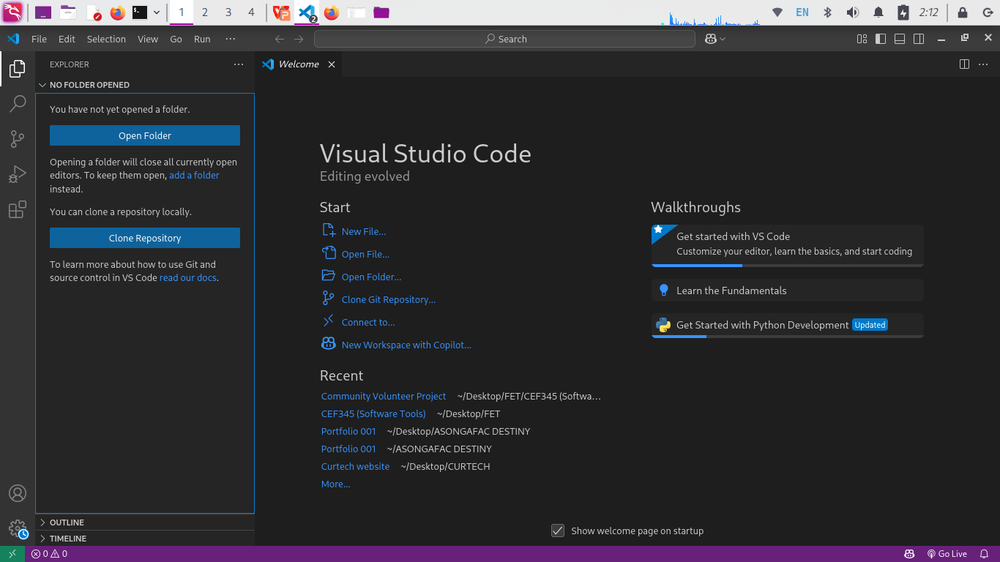 1 2 3 4
2
EN
2:12
File Edit Selection View Go Run ···
Search
EXPLORER
Welcome
NO FOLDER OPENED
You have not yet opened a folder.
Open Folder
Opening a folder will close all currently open
editors. To keep them open, add a folder
instead.
You can clone a repository locally.
Clone Repository
To learn more about how to use Git and
source control in VS Code read our docs.
OUTLINE
TIMELINE
Visual Studio Code
Editing evolved
Start
New File...
Open File...
Open Folder...
Clone Git Repository...
Connect to...
New Workspace with Copilot...
Recent
Community Volunteer Project ~/Desktop/FET/CEF345 (Softwa...
CEF345 (Software Tools) ~/Desktop/FET
Portfolio 001 ~/Desktop/ASONGAFAC DESTINY
Portfolio 001 ~/ASONGAFAC DESTINY
Curtech website ~/Desktop/CURTECH
More...
Walkthroughs
Get started with VS Code
Customize your editor, learn the basics, and start coding
Learn the Fundamentals
Get Started with Python Development Updated
Show welcome page on startup
0 0
Go Live